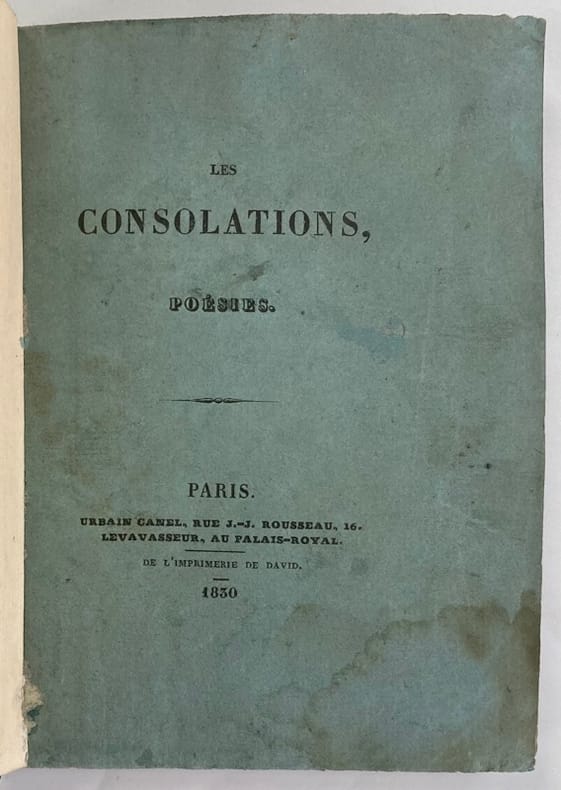 LES
CONSOLATIONS,
POÉSIES.
PARIS.
URBAIN CANEL, RUE J.-J. ROUSSEAU, 16.
LEVAVASSEUR, AU PALAIS-ROYAL.
DE L'IMPRIMERIE DE DAVID.
1830